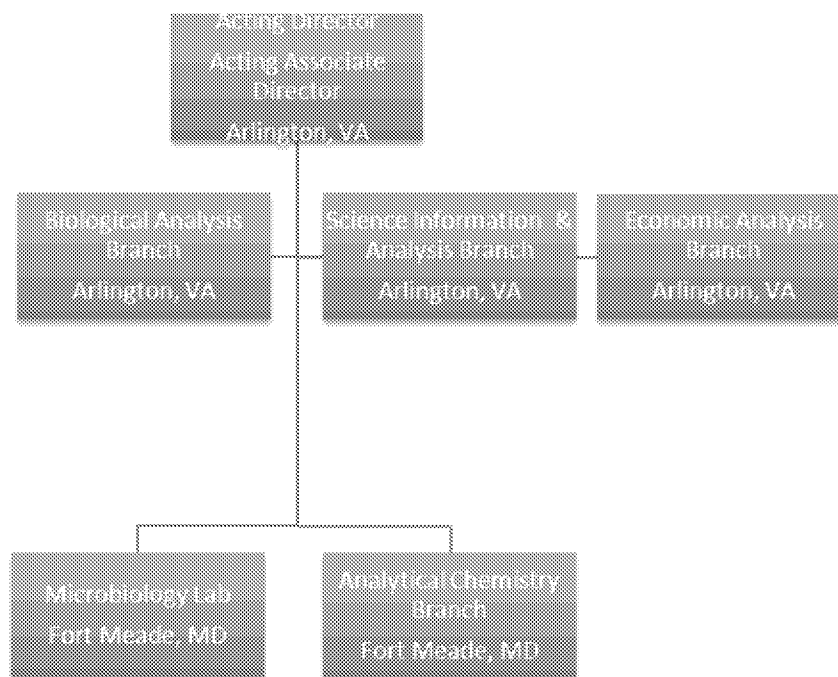 Acting Director
Acting Associate
Director
Arlington, VA
Biological Analysis
Branch
Arlington, VA
Science Information & 
Analysis Branch
Arlington, VA
Economic Analysis
Branch
Arlington, VA
Microbiology Lab
Fort Meade, MD
Analytical Chemistry
Branch
Fort Meade, MD